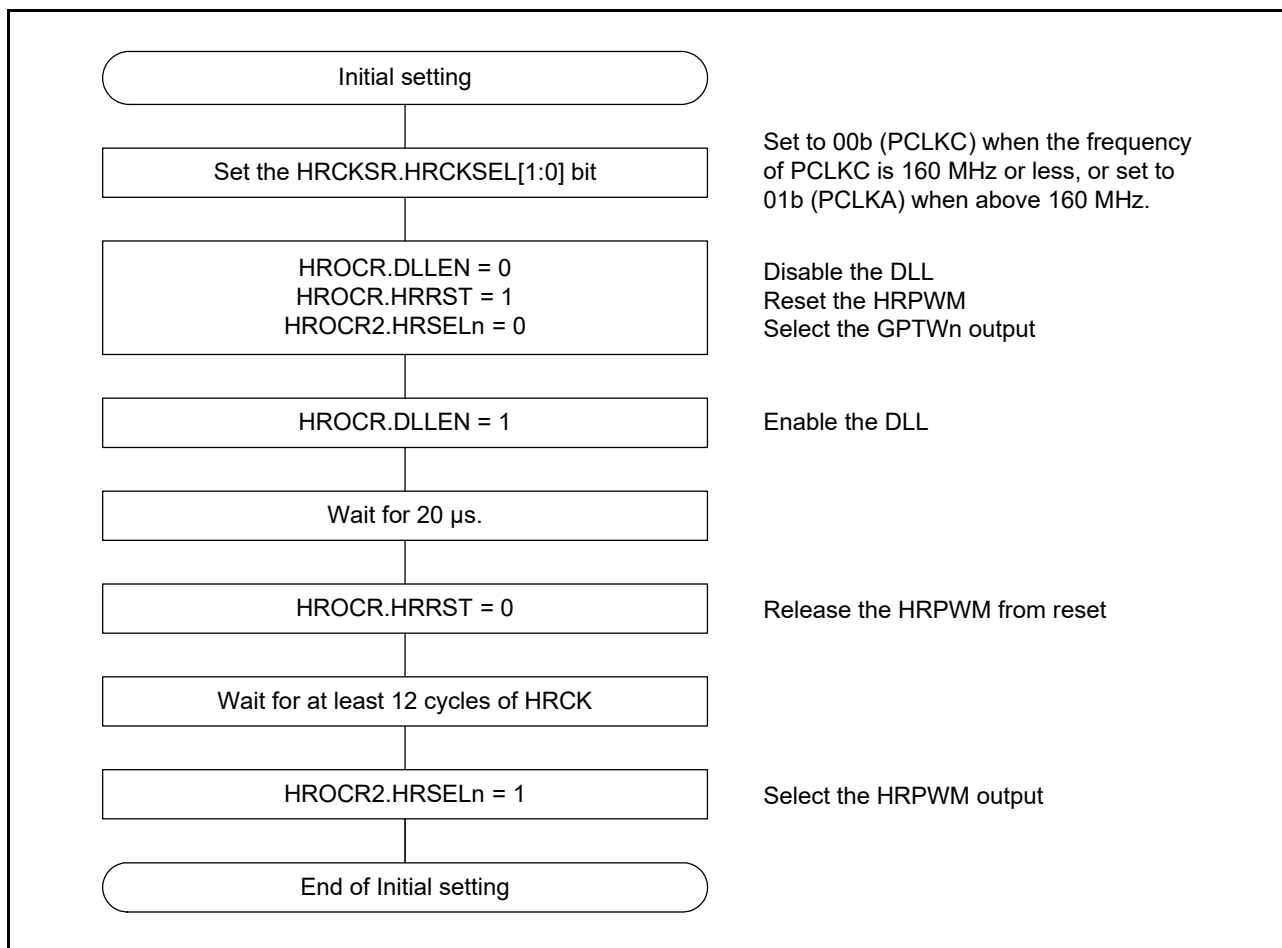 Initial setting
Set the HRCKSR.HRCKSEL[1:0] bit
Set to 00b (PCLKC) when the frequency
of PCLKC is 160 MHz or less, or set to
01b (PCLKA) when above 160 MHz.
HROCR.DLLEN = 0
Disable the DLL
HROCR.HRRST = 1
Reset the HRPWM
HROCR2.HRSELn = 0
Select the GPTWn output
HROCR.DLLEN = 1
Enable the DLL
Wait for 20 µs.
HROCR.HRRST = 0
Release the HRPWM from reset
Wait for at least 12 cycles of HRCK
HROCR2.HRSELn = 1
Select the HRPWM output
End of Initial setting